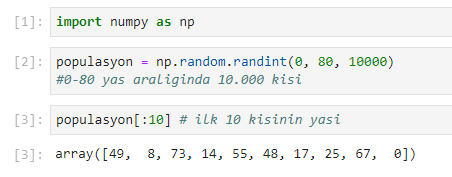 [1]: import numpy as np
[2]: populasyon = np.random.randint(0, 80, 10000)
#0-80 yas araliginda 10.000 kisi
[3]: populasyon[:10] # ilk 10 kisinin yasi
[3]: array([49,  8, 73, 14, 55, 48, 17, 25, 67,  0])